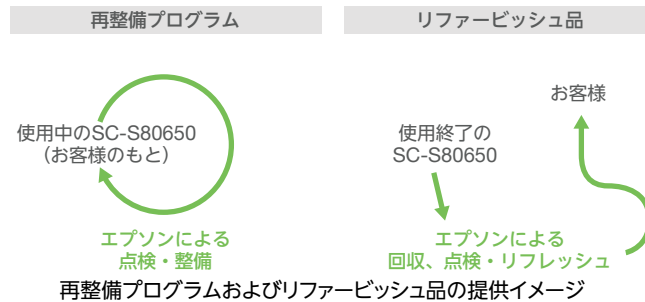 再整備プログラム
リファービッシュ品
使用中のSC-S80650
（お客様のもと）
エプソンによる
点検・整備
お客様
使用終了の
SC-S80650
エプソンによる
回収、点検・リフレッシュ
再整備プログラムおよびリファービッシュ品の提供イメージ